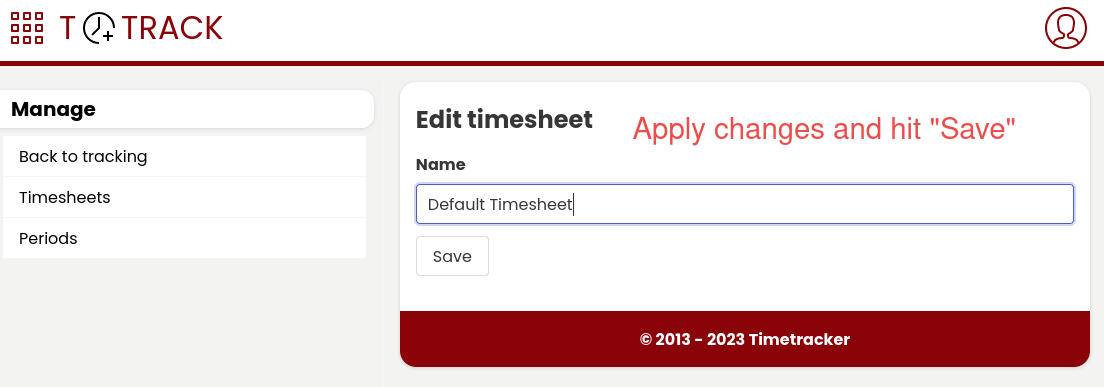 T TRACK
Manage
Back to tracking
Timesheets
Periods
Edit timesheet
Apply changes and hit "Save"
Name
Default Timesheet
Save
© 2013 - 2023 Timetracker